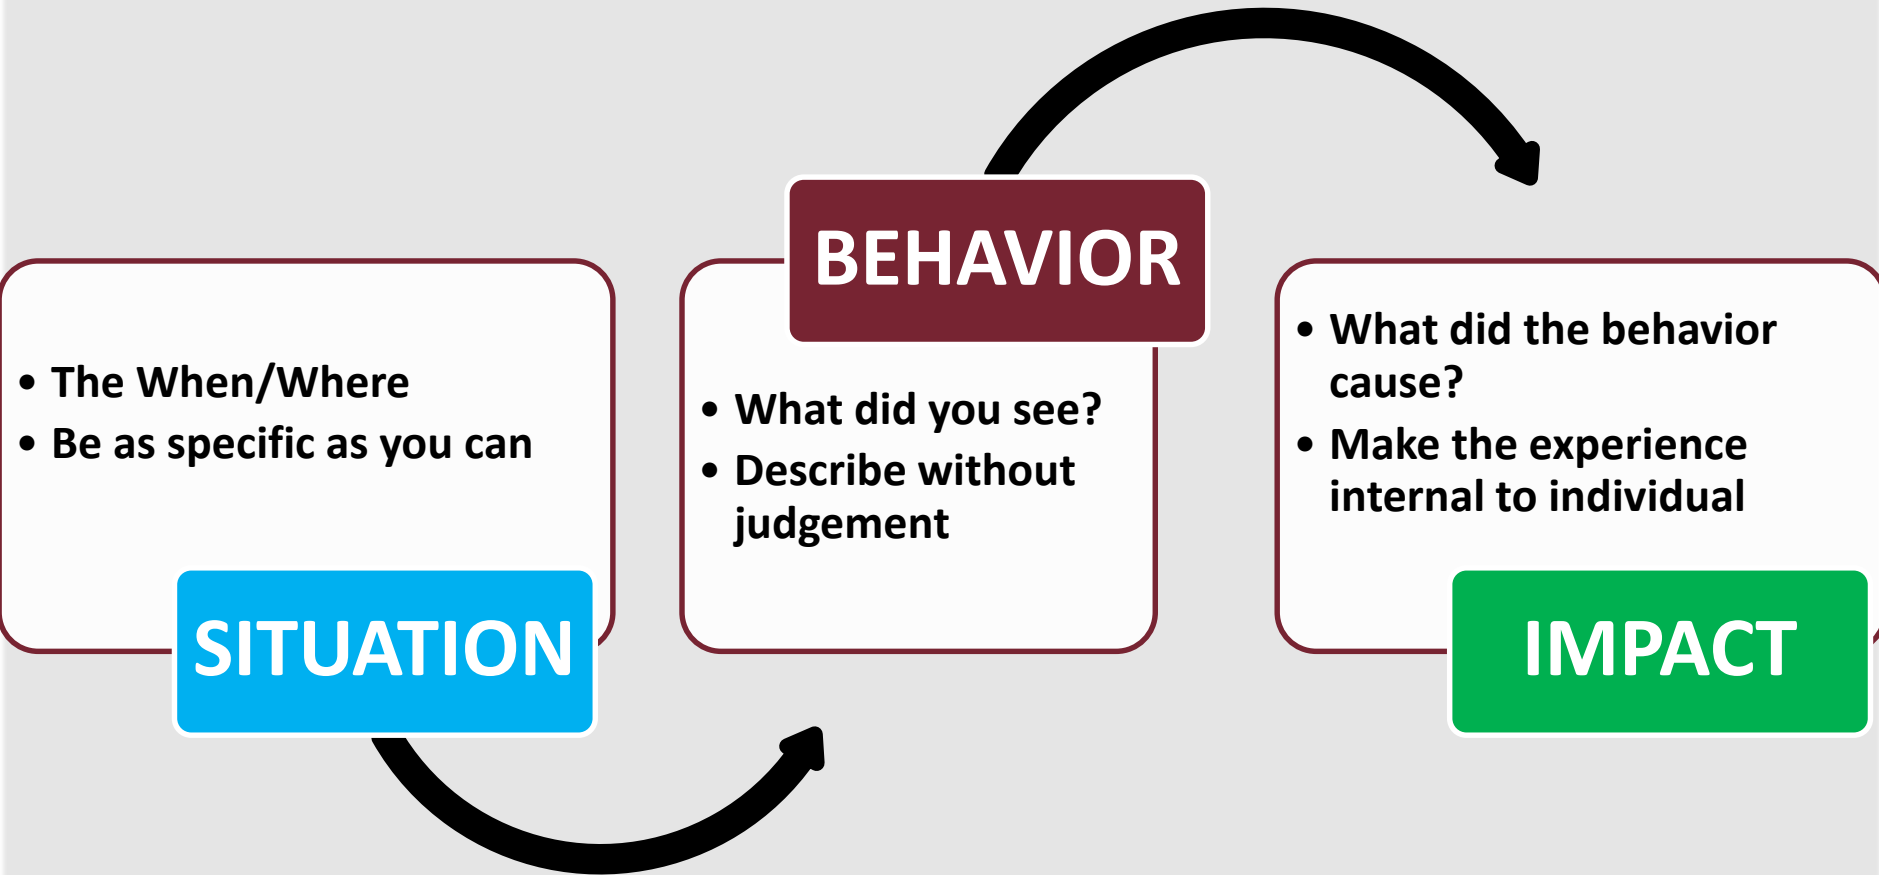 • The When/Where
• Be as specific as you can
SITUATION
BEHAVIOR
• What did you see?
• Describe without
judgement
• What did the behavior
cause?
• Make the experience
internal to individual
IMPACT